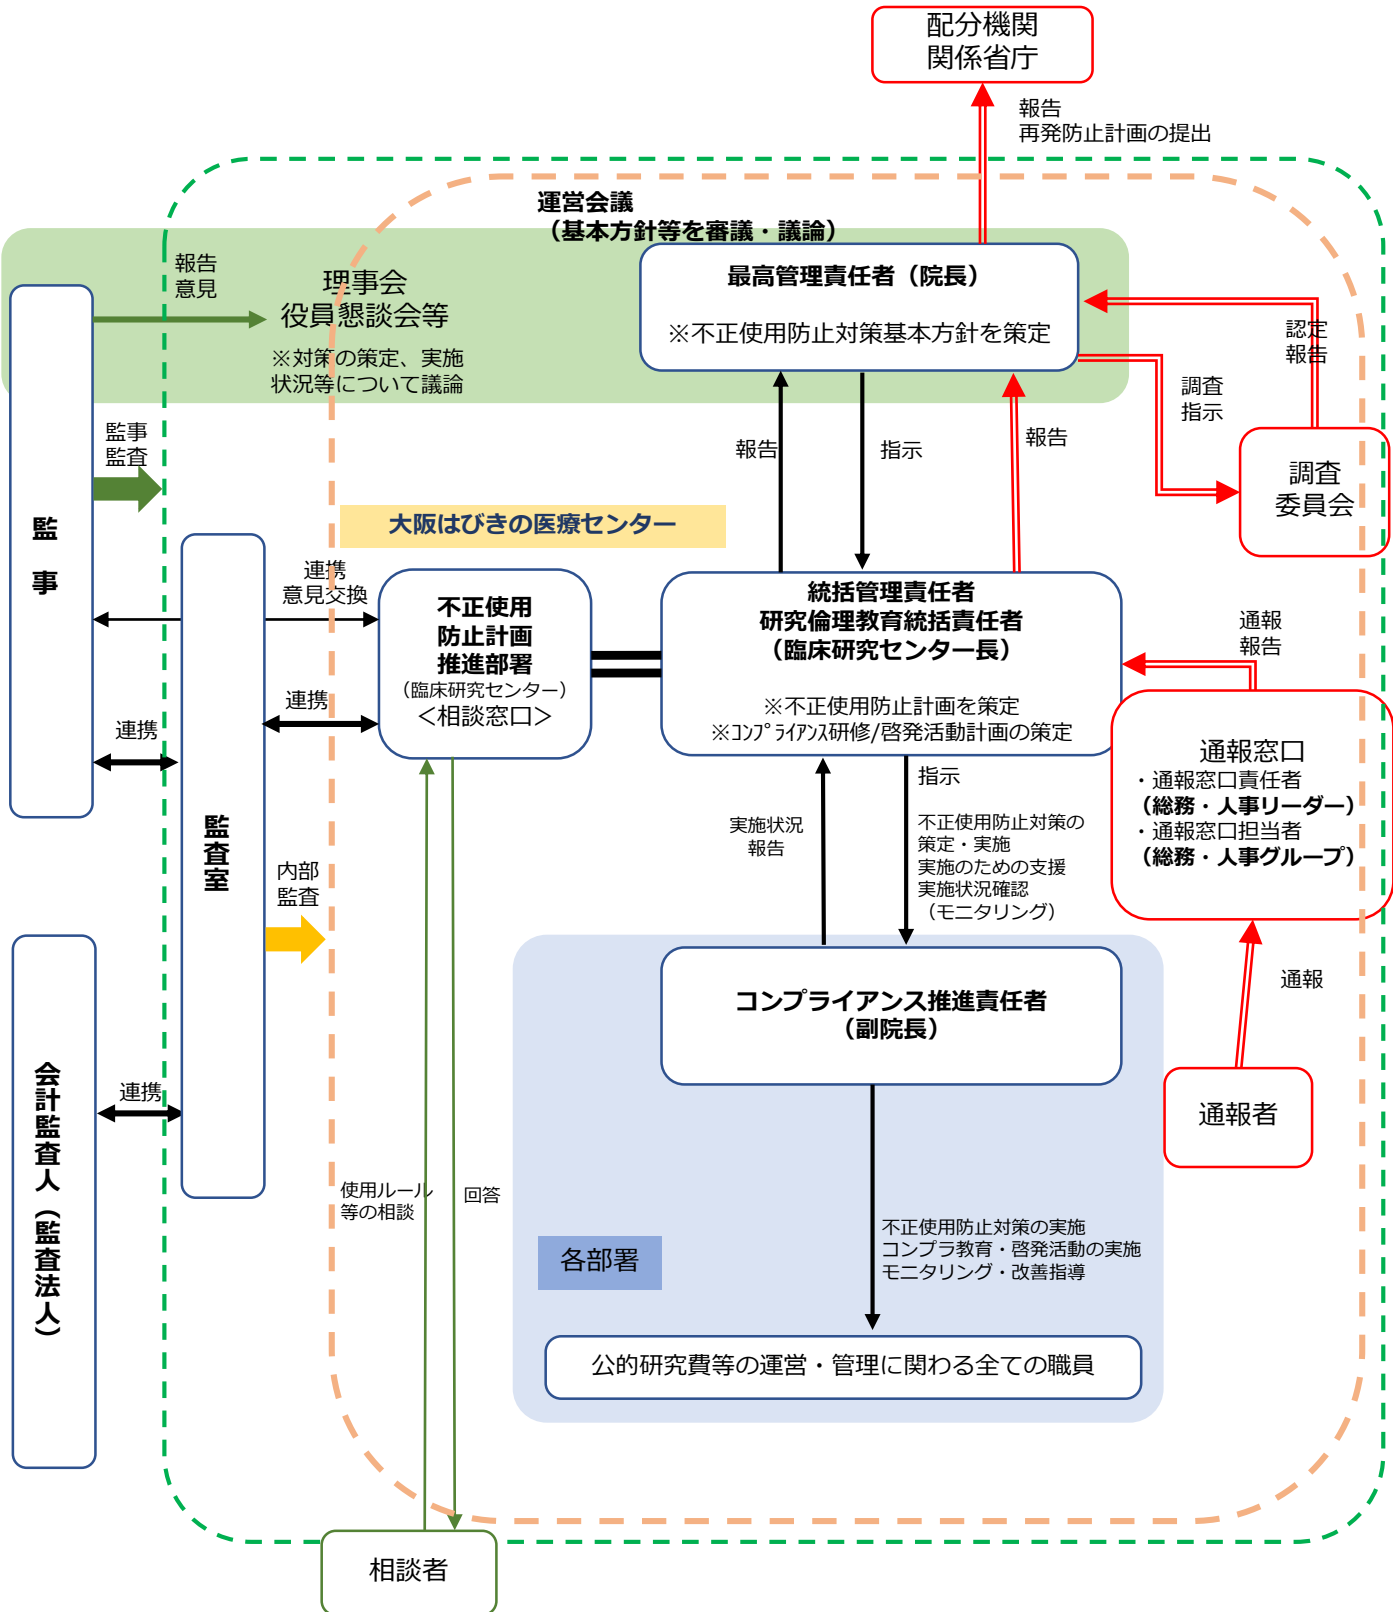 配分機関
関係省庁
報告
再発防止計画の提出
運営会議
（基本方針等を審議・議論）
報告
意見
理事会
役員懇談会等
※対策の策定、実施
状況等について議論
最高管理責任者（院長）
※不正使用防止対策基本方針を策定
認定
報告
調査
指示
調査
委員会
監事
監査
報告
指示
報告
監　事
大阪はびきの医療センター
連携
意見交換
不正使用
防止計画
推進部署
（臨床研究センター）
＜相談窓口＞
統括管理責任者
研究倫理教育統括責任者
（臨床研究センター長）
※不正使用防止計画を策定
※ｺﾝﾌﾟﾗｲｱﾝｽ研修/啓発活動計画の策定
通報
報告
連携
連携
通報窓口
・通報窓口責任者
（総務・人事リーダー）
・通報窓口担当者
（総務・人事グループ）
監査室
内部
監査
実施状況
報告
指示
不正使用防止対策の
策定・実施
実施のための支援
実施状況確認
（モニタリング）
通報
コンプライアンス推進責任者
（副院長）
会計監査人（監査法人）
連携
通報者
使用ルール
等の相談
回答
各部署
不正使用防止対策の実施
コンプラ教育・啓発活動の実施
モニタリング・改善指導
公的研究費等の運営・管理に関わる全ての職員
相談者